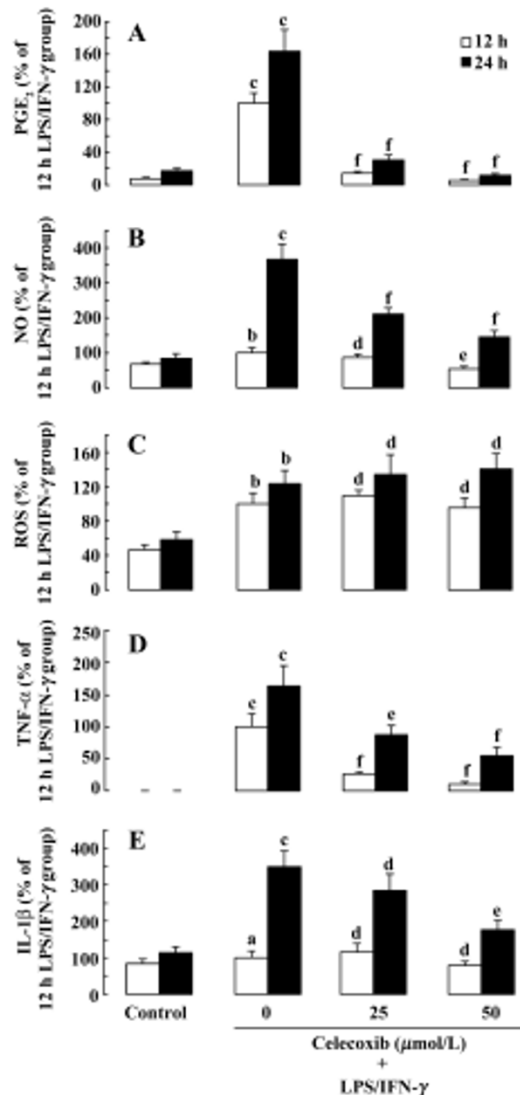 A
PGE2 (% of
12 h LPS/IFN-γ group)
200
160
120
80
40
0
c
c
f
f
f
f
12 h
24 h
B
NO (% of
12 h LPS/IFN-γ group)
400
300
200
100
0
b
c
d
f
e
f
C
ROS (% of
12 h LPS/IFN-γ group)
160
120
80
40
0
b
b
d
d
d
d
D
TNF-α (% of
12 h LPS/IFN-γ group)
250
200
150
100
50
0
c
c
f
e
f
f
E
IL-1β (% of
12 h LPS/IFN-γ group)
400
300
200
100
0
a
c
d
d
d
e
Control 0 25 50
Celecoxib (μmol/L)
+
LPS/IFN-γ